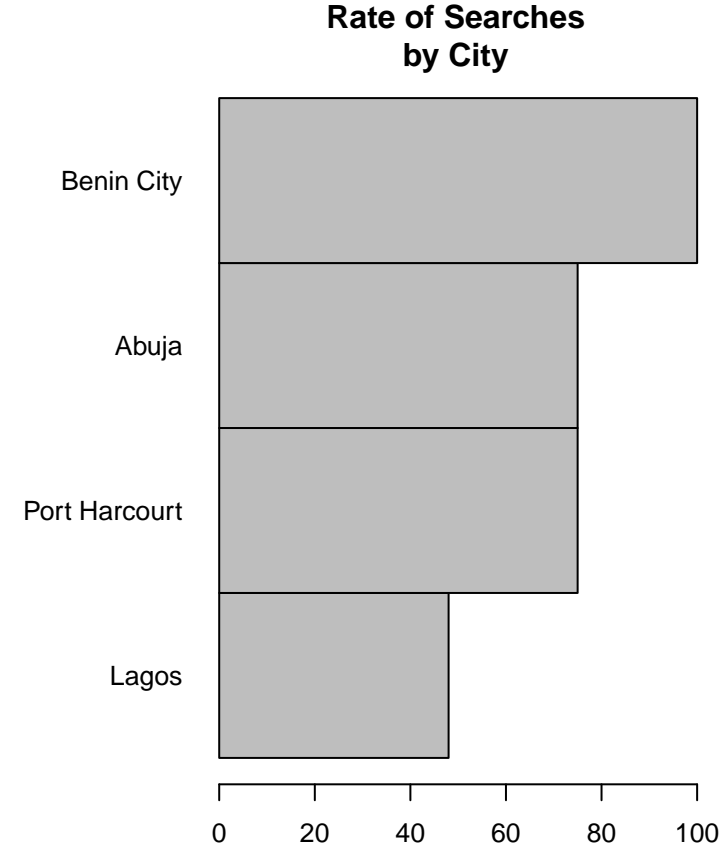 Rate of Searches
by City
Benin City
Abuja
Port Harcourt
Lagos
0 20 40 60 80 100